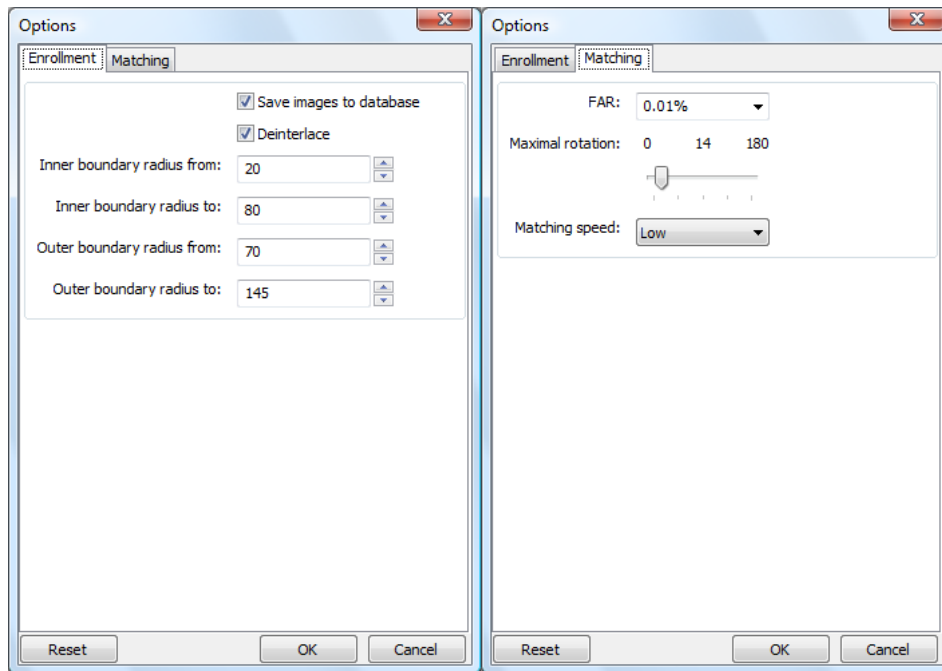 Options
Enrollment Matching
Save images to database
Deinterlace
Inner boundary radius from: 20
Inner boundary radius to: 80
Outer boundary radius from: 70
Outer boundary radius to: 145
Reset OK Cancel
Options
Enrollment Matching
FAR: 0.01%
Maximal rotation: 0 14 180
Matching speed: Low
Reset OK Cancel